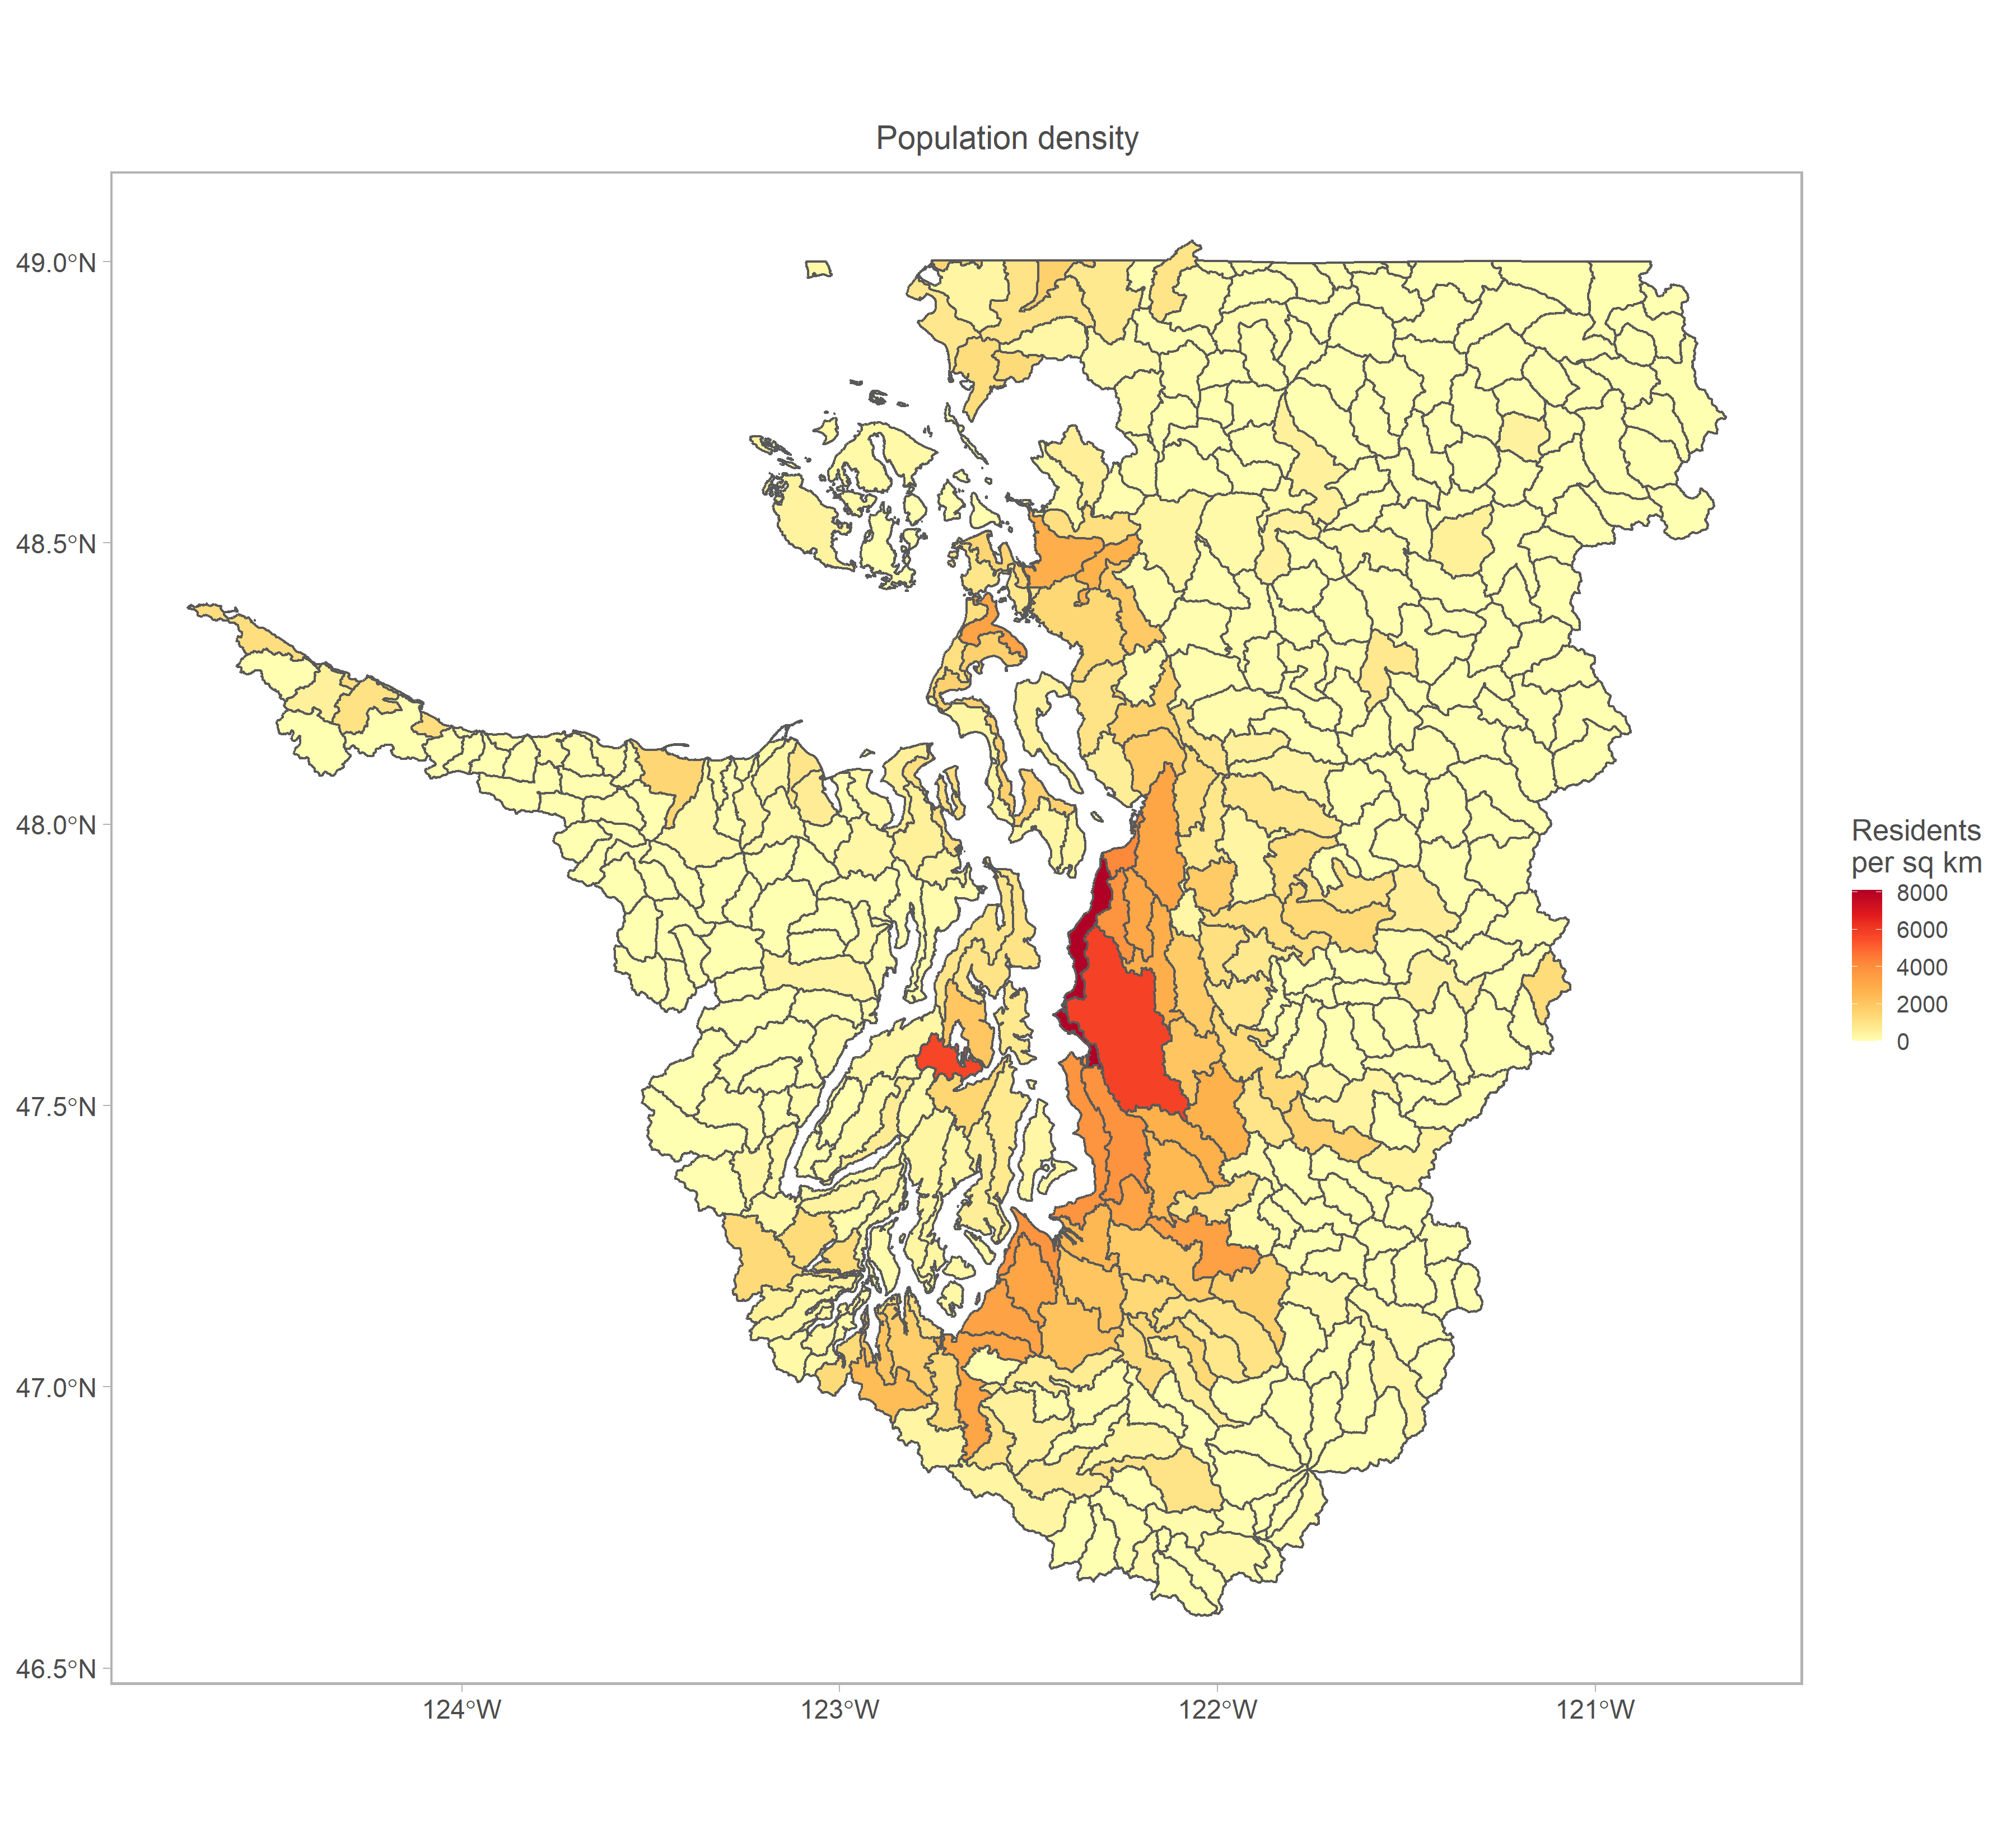 Population density
49.0°N
48.5°N
48.0°N
47.5°N
47.0°N
46.5°N
124°W
123°W
122°W
121°W
Residents
per sq km
8000
6000
4000
2000
0